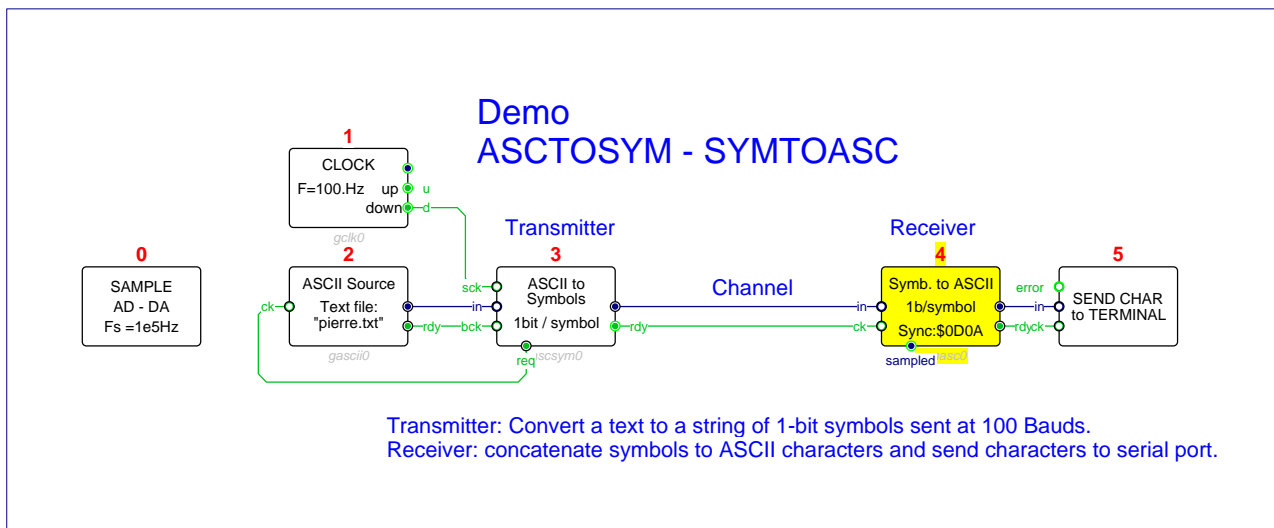 Demo
ASCTOSYM - SYMTOASC
1
CLOCK
F=100.Hz
up
u
down
d
gclk0
Transmitter
Receiver
0
SAMPLE
AD - DA
Fs =1e5Hz
2
ck
ASCII Source
Text file:
"pierre.txt"
rdy
gascii0
3
sck
in
bck
ASCII to
Symbols
1bit / symbol
rdy
req
ascsym0
Channel
4
in
ck
Symb. to ASCII
1b/symbol
Sync:$0D0A
rdy
sampled
5
error
in
ck
SEND CHAR
to TERMINAL
Transmitter: Convert a text to a string of 1-bit symbols sent at 100 Bauds.
Receiver: concatenate symbols to ASCII characters and send characters to serial port.